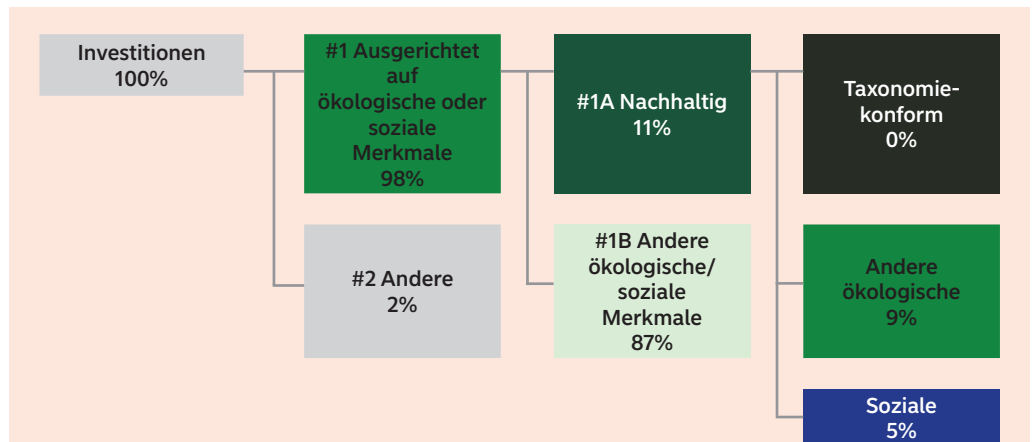 Investitionen
100%
#1 Ausgerichtet
auf
ökologische oder
soziale
Merkmale
98%
#1A Nachhaltig
11%
Taxonomie-
konform
0%
#2 Andere
2%
#1B Andere
ökologische/
soziale
Merkmale
87%
Andere
ökologische
9%
Soziale
5%